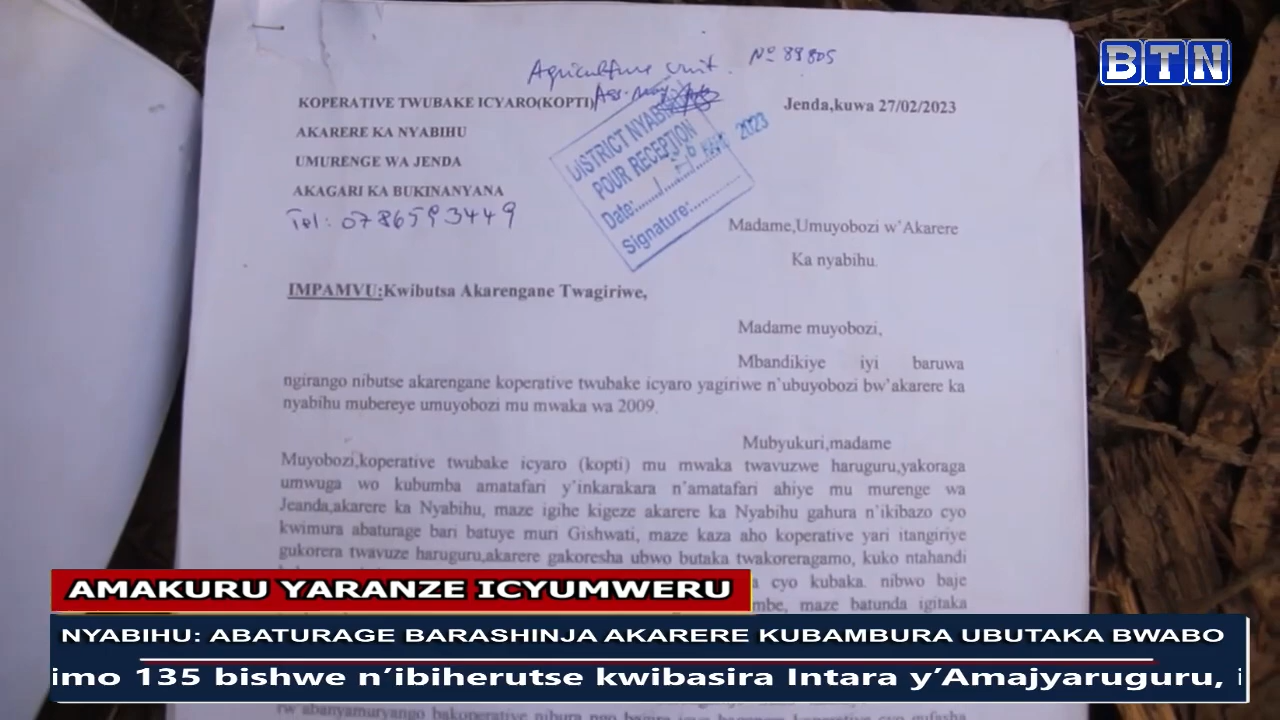 BTN
Agriculture unit. No 89805
KOPERATIVE TWUBAKE ICYARO(KOPTI)
Jenda,kuwa 27/02/2023
AKARERE KA NYABIHU
UMURENGE WA JENDA
AKAGARI KA BUKINANYANA
Tel: 0786593449
DISTRICT NYABIHU
POUR RECEPTION
2023
Date:
Signature:
Madame,Umuyobozi w'Akarere
Ka nyabihu.
IMPAMVU:Kwibutsa Akarengane Twagiriwe,
Madame muyobozi,
Mbandikiye iyi baruwa
ngirango nibutse akarengane koperative twubake icyaro yagiriwe n'ubuyobozi bw'akarere ka
nyabihu mubereye umuyobozi mu mwaka wa 2009.
Mubyukuri,madame
Muyobozi,koperative twubake icyaro (kopti) mu mwaka twavuzwe haruguru,yakoraga
umwuga wo kubumba amatafari y'inkarakara n'amatafari ahiye mu murenge wa
Jeanda,akarere ka Nyabihu, maze igihe kigeze akarere ka Nyabihu gahura n'ikibazo cyo
kwimura abaturage bari batuye muri Gishwati, maze kaza aho koperative yari itangiriye
gukorera twavuze haruguru,akarere gakoresha ubwo butaka twakoreragamo, kuko ntahandi
cyo kubaka. nibwo baje
maze batunda igitaka
AMAKURU YARANZE ICYUMWERU
NYABIHU: ABATURAGE BARASHINJA AKARERE KUBAMBURA UBUTAKA BWABO
imo 135 bishwe n'ibiherutse kwibasira Intara y'Amajyaruguru, i